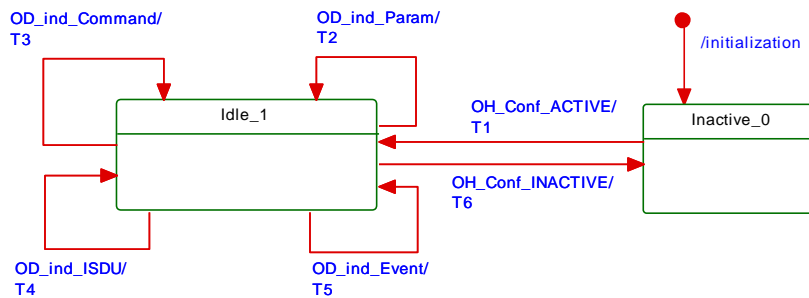 OD_ind_Command/
T3
OD_ind_Param/
T2
/initialization
Idle_1
OH_Conf_ACTIVE/
T1
Inactive_0
OH_Conf_INACTIVE/
T6
OD_ind_ISDU/
T4
OD_ind_Event/
T5